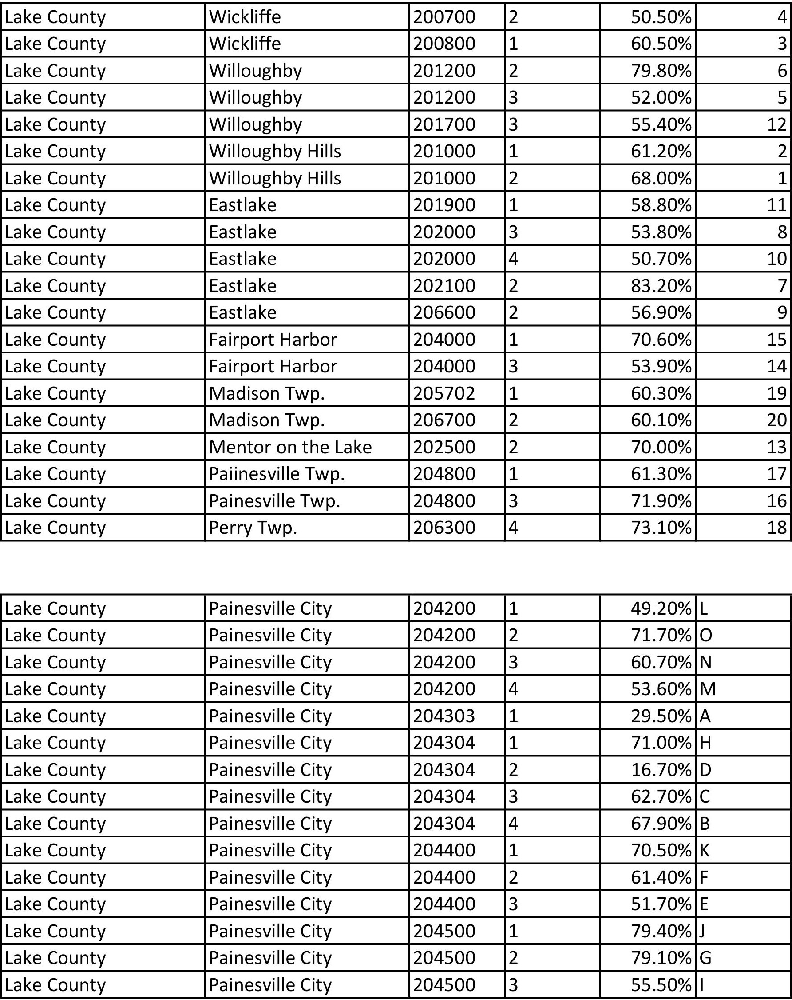 Lake County Wickliffe 200700 2 50.50% 4
Lake County Wickliffe 200800 1 60.50% 3
Lake County Willoughby 201200 2 79.80% 6
Lake County Willoughby 201200 3 52.00% 5
Lake County Willoughby 201700 3 55.40% 12
Lake County Willoughby Hills 201000 1 61.20% 2
Lake County Willoughby Hills 201000 2 68.00% 1
Lake County Eastlake 201900 1 58.80% 11
Lake County Eastlake 202000 3 53.80% 8
Lake County Eastlake 202000 4 50.70% 10
Lake County Eastlake 202100 2 83.20% 7
Lake County Eastlake 206600 2 56.90% 9
Lake County Fairport Harbor 204000 1 70.60% 15
Lake County Fairport Harbor 204000 3 53.90% 14
Lake County Madison Twp. 205702 1 60.30% 19
Lake County Madison Twp. 206700 2 60.10% 20
Lake County Mentor on the Lake 202500 2 70.00% 13
Lake County Paiinesville Twp. 204800 1 61.30% 17
Lake County Painesville Twp. 204800 3 71.90% 16
Lake County Perry Twp. 206300 4 73.10% 18
Lake County Painesville City 204200 1 49.20% L
Lake County Painesville City 204200 2 71.70% O
Lake County Painesville City 204200 3 60.70% N
Lake County Painesville City 204200 4 53.60% M
Lake County Painesville City 204303 1 29.50% A
Lake County Painesville City 204304 1 71.00% H
Lake County Painesville City 204304 2 16.70% D
Lake County Painesville City 204304 3 62.70% C
Lake County Painesville City 204304 4 67.90% B
Lake County Painesville City 204400 1 70.50% K
Lake County Painesville City 204400 2 61.40% F
Lake County Painesville City 204400 3 51.70% E
Lake County Painesville City 204500 1 79.40% J
Lake County Painesville City 204500 2 79.10% G
Lake County Painesville City 204500 3 55.50% I